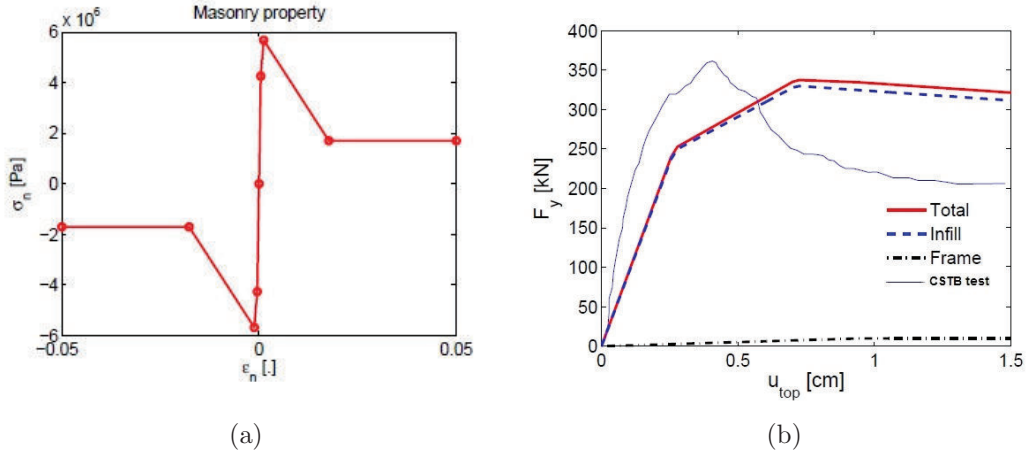 Masonry property
6 × 10⁶
4
2
0
−2
−4
−6
σn [Pa]
−0.05
0
0.05
εn [.]
(a)
400
350
300
250
200
150
100
50
0
Fy [kN]
Total
Infill
Frame
CSTB test
0
0.5
1
1.5
utop [cm]
(b)